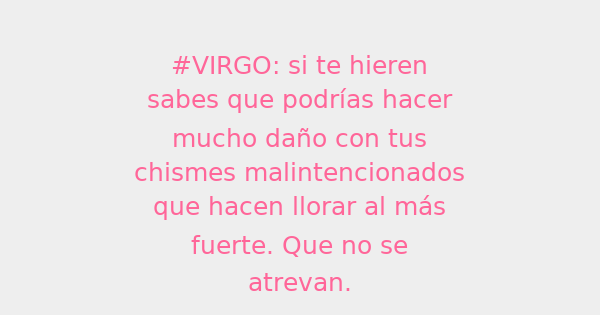 #VIRGO: si te hieren
sabes que podrías hacer
mucho daño con tus
chismes malintencionados
que hacen llorar al más
fuerte. Que no se
atrevan.